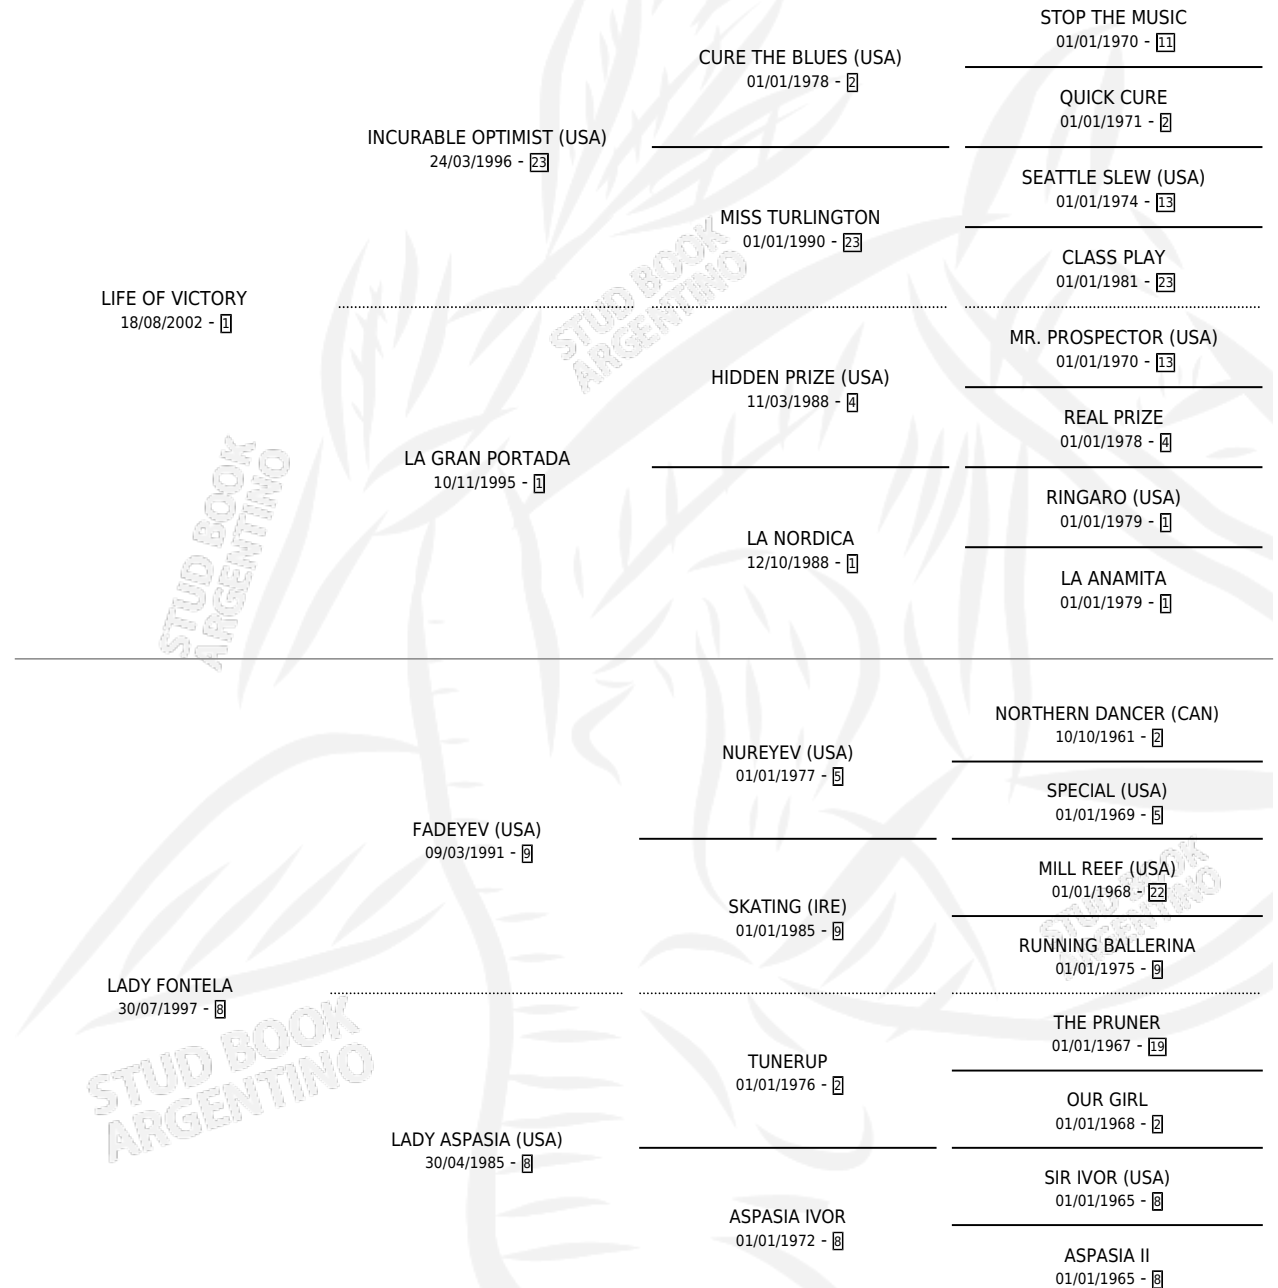 STOP THE MUSIC
01/01/1970 - 11
CURE THE BLUES (USA)
01/01/1978 - 2
QUICK CURE
01/01/1971 - 2
INCURABLE OPTIMIST (USA)
24/03/1996 - 23
SEATTLE SLEW (USA)
01/01/1974 - 13
MISS TURLINGTON
01/01/1990 - 23
CLASS PLAY
01/01/1981 - 23
LIFE OF VICTORY
18/08/2002 - 1
MR. PROSPECTOR (USA)
01/01/1970 - 13
HIDDEN PRIZE (USA)
11/03/1988 - 4
REAL PRIZE
01/01/1978 - 4
LA GRAN PORTADA
10/11/1995 - 1
RINGARO (USA)
01/01/1979 - 1
LA NORDICA
12/10/1988 - 1
LA ANAMITA
01/01/1979 - 1
NORTHERN DANCER (CAN)
10/10/1961 - 2
NUREYEV (USA)
01/01/1977 - 5
SPECIAL (USA)
01/01/1969 - 5
FADEYEV (USA)
09/03/1991 - 9
MILL REEF (USA)
01/01/1968 - 22
SKATING (IRE)
01/01/1985 - 9
RUNNING BALLERINA
01/01/1975 - 9
LADY FONTELA
30/07/1997 - 8
THE PRUNER
01/01/1967 - 19
TUNERUP
01/01/1976 - 2
OUR GIRL
01/01/1968 - 2
LADY ASPASIA (USA)
30/04/1985 - 8
SIR IVOR (USA)
01/01/1965 - 8
ASPASIA IVOR
01/01/1972 - 8
ASPASIA II
01/01/1965 - 8
STUD BOOK
ARGENTINO
STUD BOOK
ARGENTINO
STUD BOOK
ARGENTINO
STUD BOOK
ARGENTINO